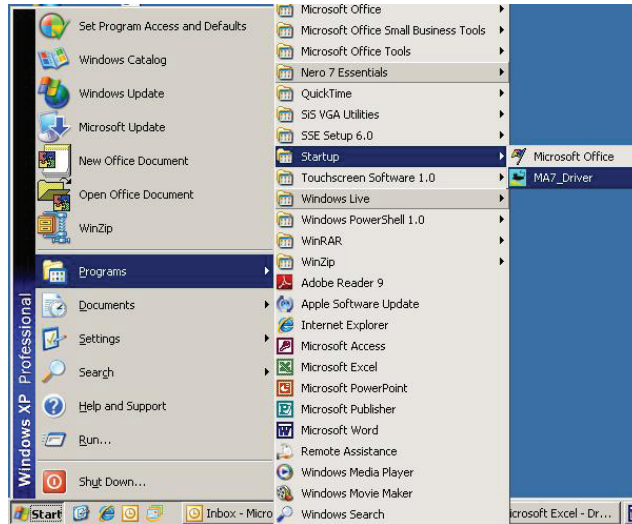 Set Program Access and Defaults
Windows Catalog
Windows Update
Microsoft Update
New Office Document
Open Office Document
WinZip
Programs
Documents
Settings
Search
Help and Support
Run...
Shut Down...
Windows XP Professional
Microsoft Office
Microsoft Office Small Business Tools
Microsoft Office Tools
Nero 7 Essentials
QuickTime
SiS VGA Utilities
SSE Setup 6.0
Startup
Touchscreen Software 1.0
Windows Live
Windows PowerShell 1.0
WinRAR
WinZip
Adobe Reader 9
Apple Software Update
Internet Explorer
Microsoft Access
Microsoft Excel
Microsoft PowerPoint
Microsoft Publisher
Microsoft Word
Remote Assistance
Windows Media Player
Windows Movie Maker
Windows Search
Microsoft Office
MA7_Driver
Start
Inbox - Micro
icrosoft Excel - Dr...